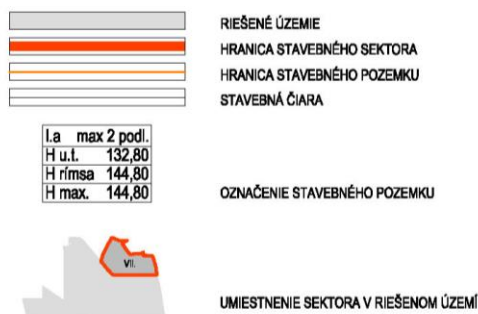 RIEŠENÉ ÚZEMIE
HRANICA STAVEBNÉHO SEKTORA
HRANICA STAVEBNÉHO POZEMKU
STAVEBNÁ ČIARA
I.a max 2 podl.
H u.t. 132,80
H rímsa 144,80
H max. 144,80
OZNAČENIE STAVEBNÉHO POZEMKU
VII.
UMIESTNENIE SEKTORA V RIEŠENOM ÚZEMÍ